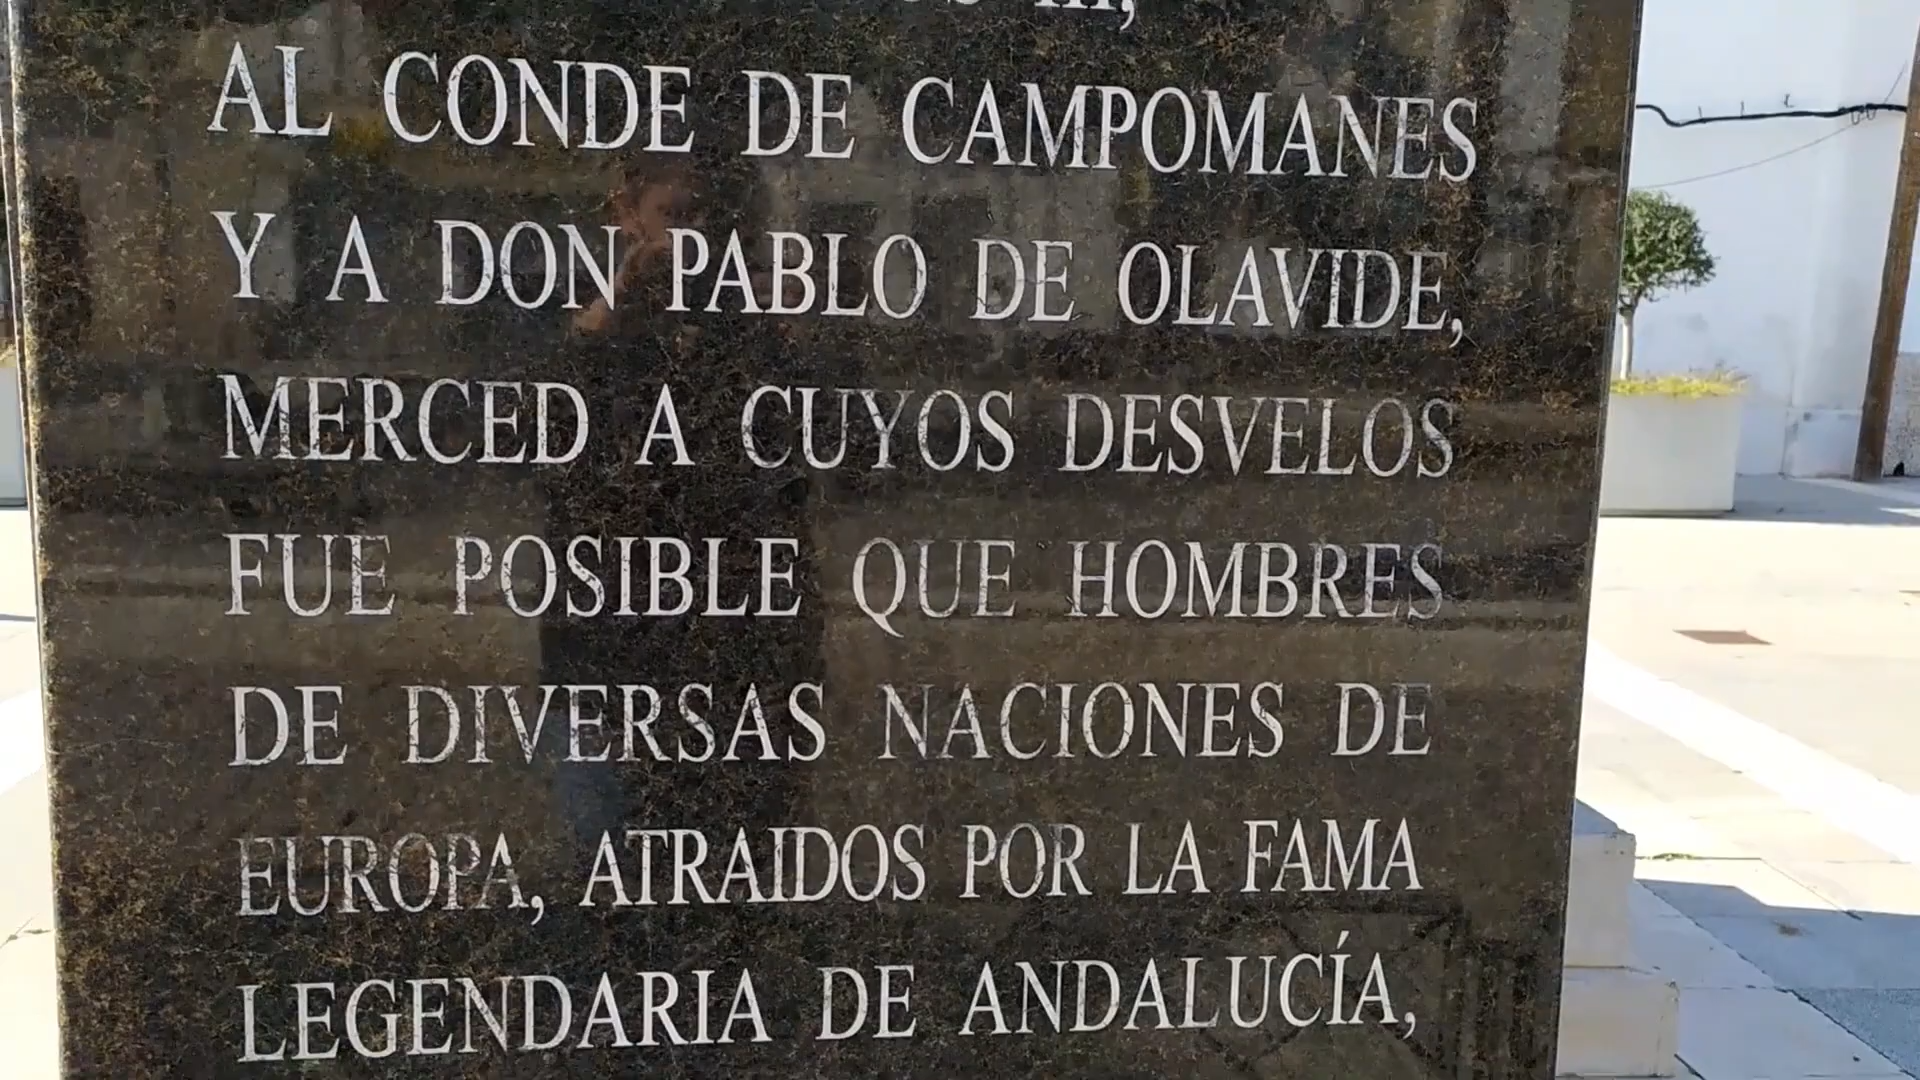 III,
AL CONDE DE CAMPOMANES
Y A DON PABLO DE OLAVIDE,
MERCED A CUYOS DESVELOS
FUE POSIBLE QUE HOMBRES
DE DIVERSAS NACIONES DE
EUROPA, ATRAIDOS POR LA FAMA
LEGENDARIA DE ANDALUCÍA,